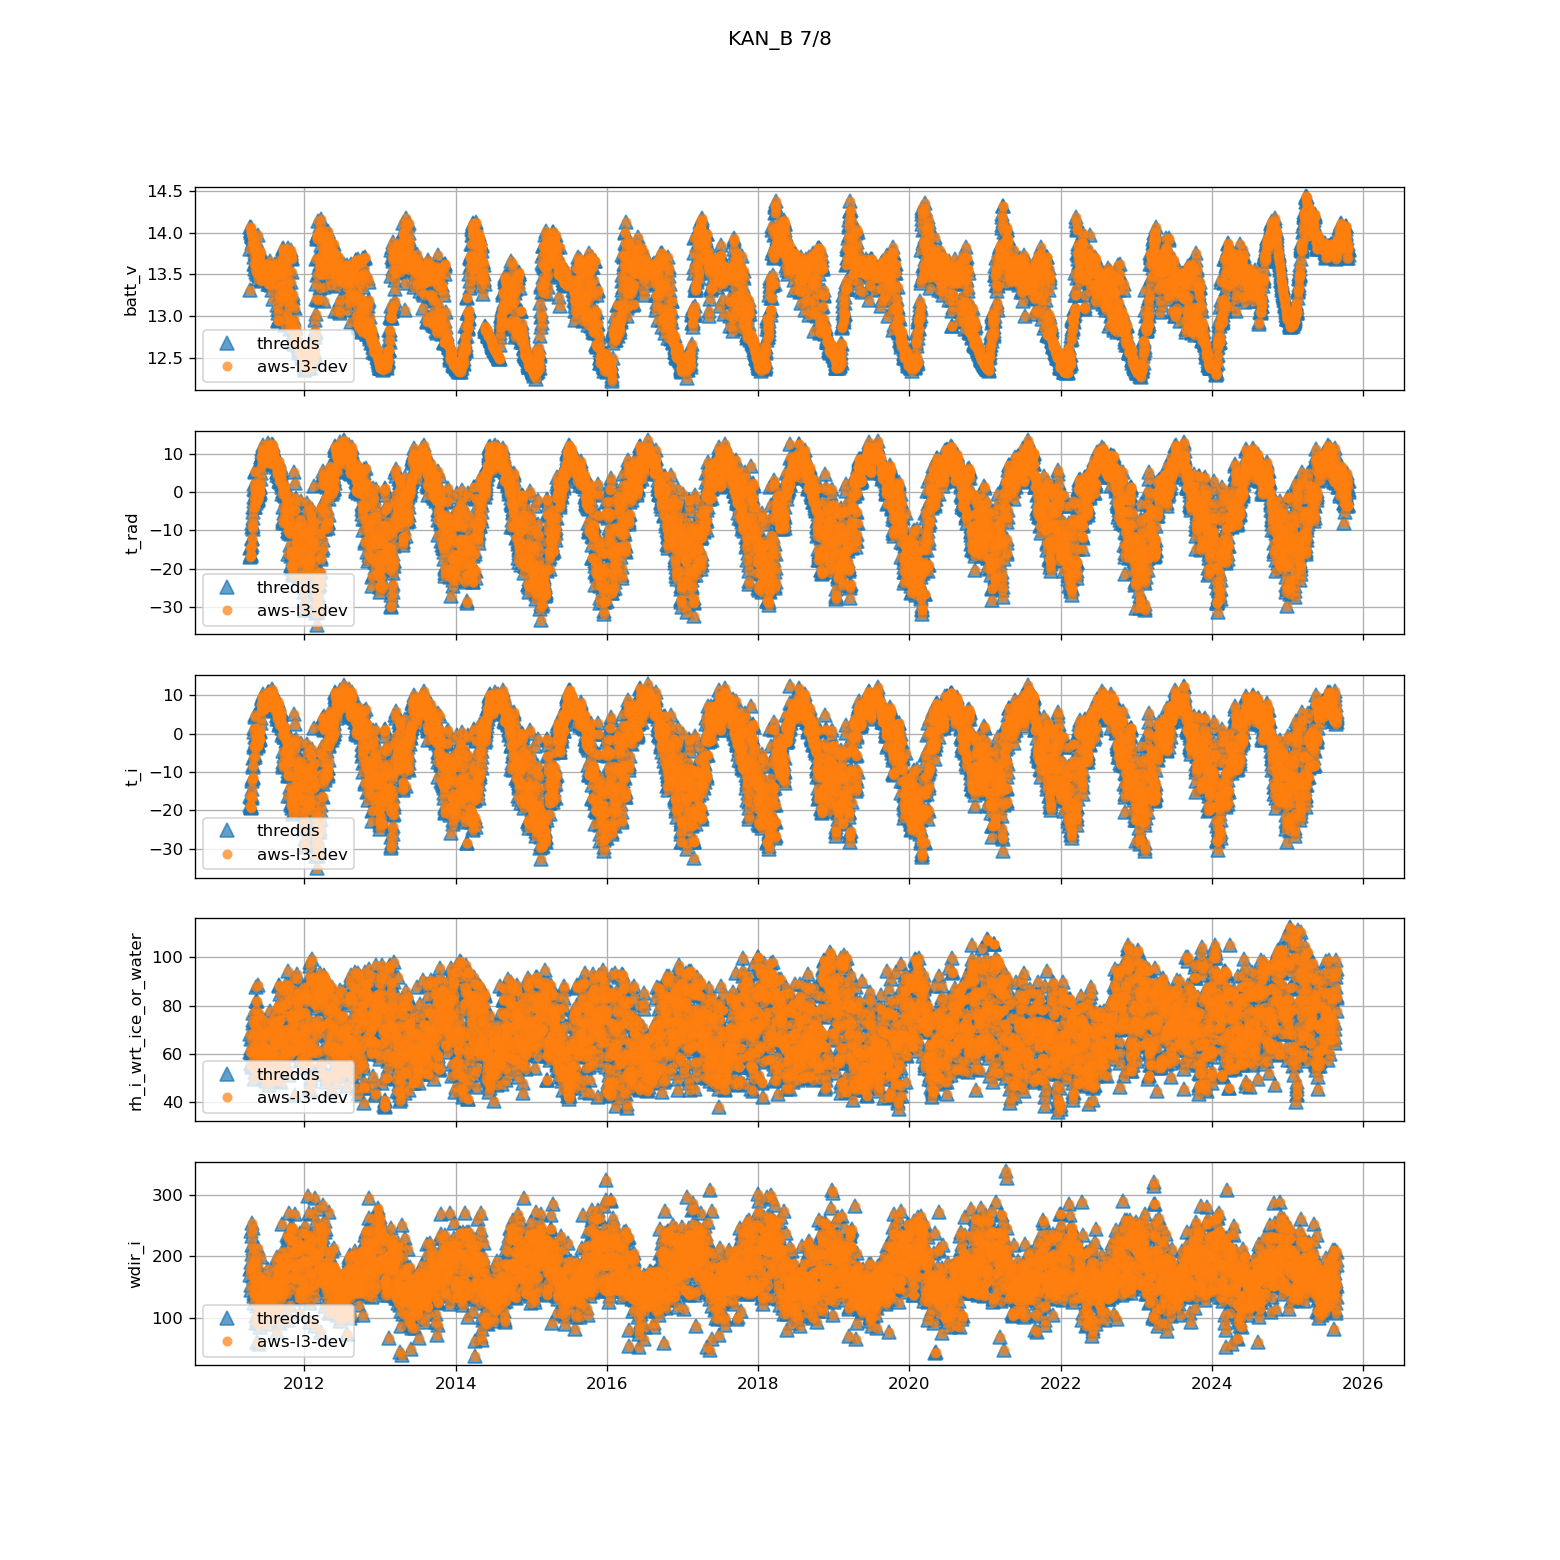 KAN_B 7/8
14.5
14.0
13.5
13.0
12.5
batt_v
thredds
aws-l3-dev
10
0
−10
−20
−30
t_rad
thredds
aws-l3-dev
10
0
−10
−20
−30
t_i
thredds
aws-l3-dev
100
80
60
40
rh_i_wrt_ice_or_water
thredds
aws-l3-dev
300
200
100
wdir_i
thredds
aws-l3-dev
2012 2014 2016 2018 2020 2022 2024 2026